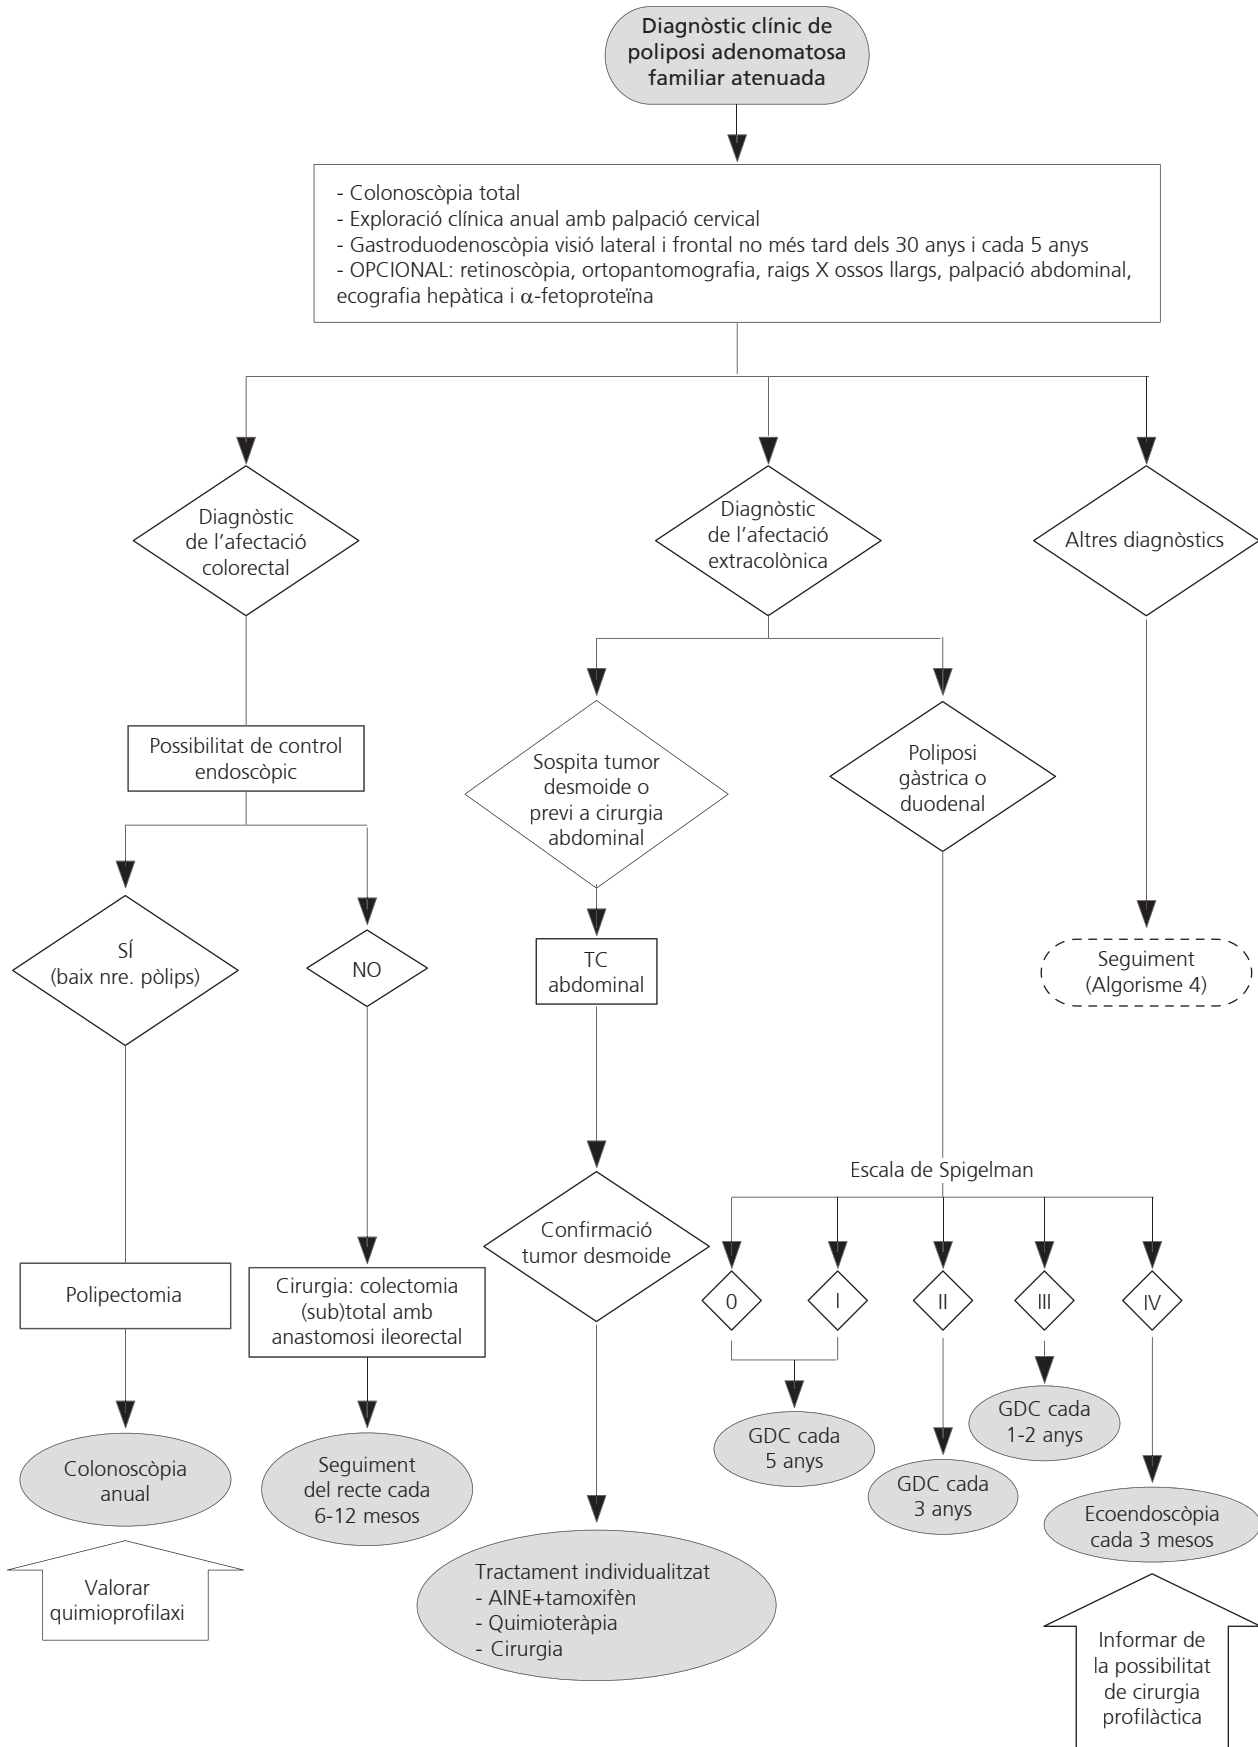 Diagnòstic clínic de
poliposi adenomatosa
familiar atenuada
- Colonoscòpia total
- Exploració clínica anual amb palpació cervical
- Gastroduodenoscòpia visió lateral i frontal no més tard dels 30 anys i cada 5 anys
- OPCIONAL: retinoscòpia, ortopantomografia, raigs X ossos llargs, palpació abdominal,
ecografia hepàtica i α-fetoproteïna
Diagnòstic
de l'afectació
colorectal
Diagnòstic
de l'afectació
extracolònica
Altres diagnòstics
Possibilitat de control
endoscòpic
Sospita tumor
desmoide o
previ a cirurgia
abdominal
Poliposi
gàstrica o
duodenal
SÍ
(baix nre. pòlips)
NO
TC
abdominal
Seguiment
(Algorisme 4)
Escala de Spigelman
Confirmació
tumor desmoide
Polipectomia
Cirurgia: colectomia
(sub)total amb
anastomosi ileorectal
0
I
II
III
IV
GDC cada
5 anys
GDC cada
3 anys
GDC cada
1-2 anys
Ecoendoscòpia
cada 3 mesos
Colonoscòpia
anual
Seguiment
del recte cada
6-12 mesos
Tractament individualitzat
- AINE+tamoxifèn
- Quimioteràpia
- Cirurgia
Valorar
quimioprofilaxi
Informar de
la possibilitat
de cirurgia
profilàctica